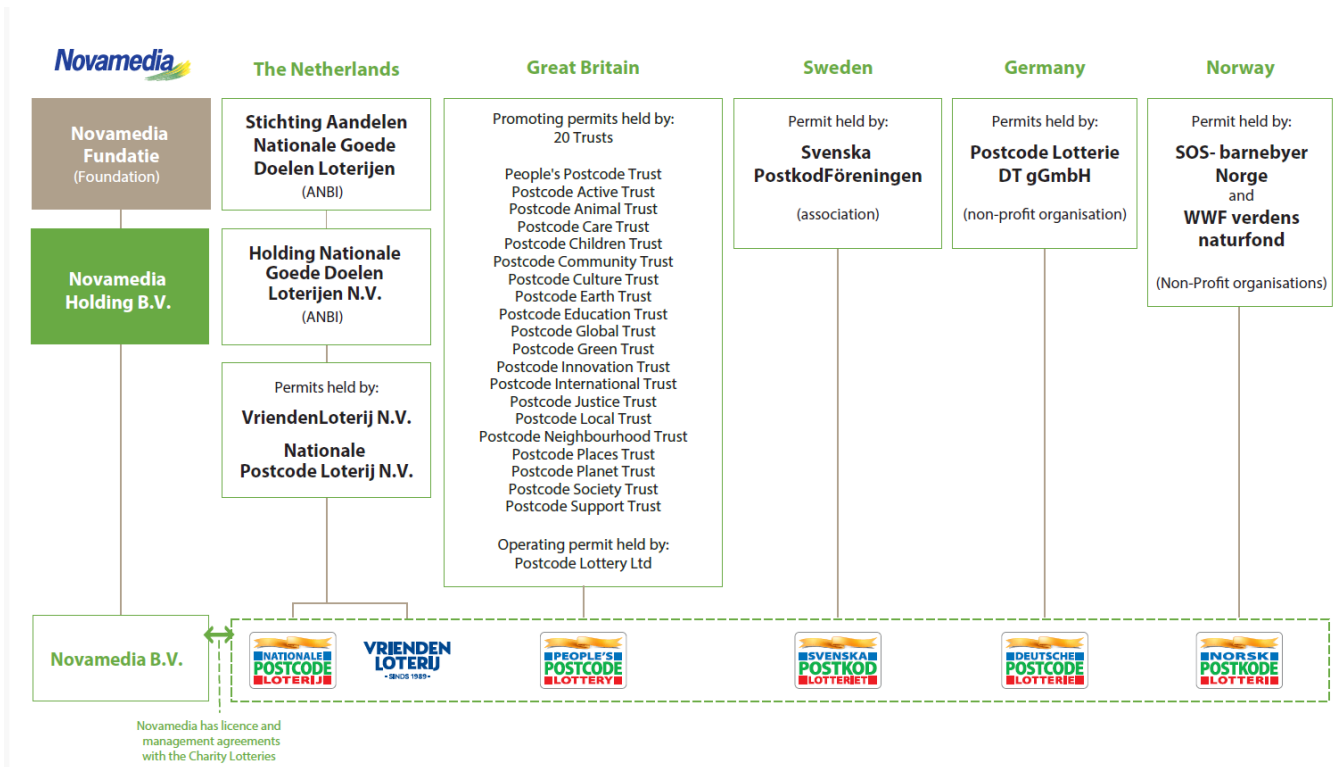 Novamedia
The Netherlands
Great Britain
Sweden
Germany
Norway
Novamedia
Fundatie
(Foundation)
Novamedia
Holding B.V.
Novamedia B.V.
Stichting Aandelen
Nationale Goede
Doelen Loterijen
(ANBI)
Holding Nationale
Goede Doelen
Loterijen N.V.
(ANBI)
Permits held by:
VriendenLoterij N.V.
Nationale
Postcode Loterij N.V.
Promoting permits held by:
20 Trusts
People's Postcode Trust
Postcode Active Trust
Postcode Animal Trust
Postcode Care Trust
Postcode Children Trust
Postcode Community Trust
Postcode Culture Trust
Postcode Earth Trust
Postcode Education Trust
Postcode Global Trust
Postcode Green Trust
Postcode Innovation Trust
Postcode International Trust
Postcode Justice Trust
Postcode Local Trust
Postcode Neighbourhood Trust
Postcode Places Trust
Postcode Planet Trust
Postcode Society Trust
Postcode Support Trust
Operating permit held by:
Postcode Lottery Ltd
Permit held by:
Svenska
PostkodFöreningen
(association)
Permits held by:
Postcode Lotterie
DT gGmbH
(non-profit organisation)
Permit held by:
SOS- barnebyer
Norge
and
WWF verdens
naturfond
(Non-Profit organisations)
NATIONALE
POSTCODE
LOTERIJ
VRIENDEN
LOTERIJ
• SINDS 1989 •
PEOPLE'S
POSTCODE
LOTTERY
SVENSKA
POSTKOD
LOTTERIET
DEUTSCHE
POSTCODE
LOTTERIE
NORSK
POSTKODE
LOTTERI
Novamedia has licence and
management agreements
with the Charity Lotteries